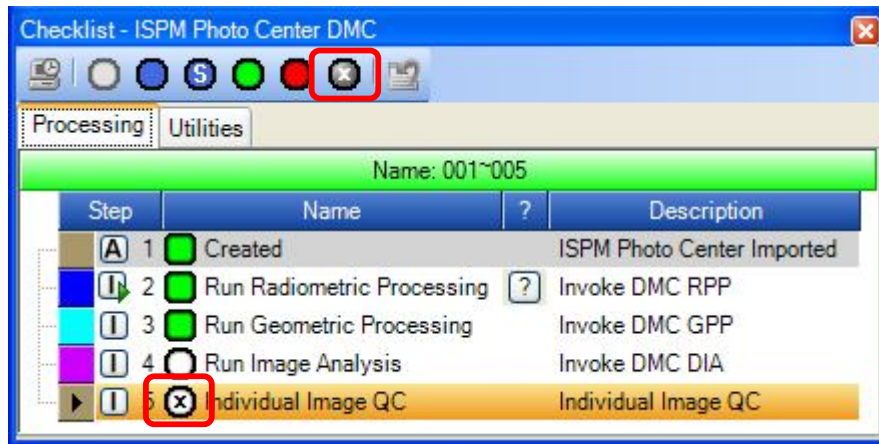 Checklist - ISPM Photo Center DMC
S X
Processing Utilities
Name: 001~005
Step Name ? Description
A 1 Created ISPM Photo Center Imported
I 2 Run Radiometric Processing ? Invoke DMC RPP
I 3 Run Geometric Processing Invoke DMC GPP
I 4 Run Image Analysis Invoke DMC DIA
I 5 X Individual Image QC Individual Image QC